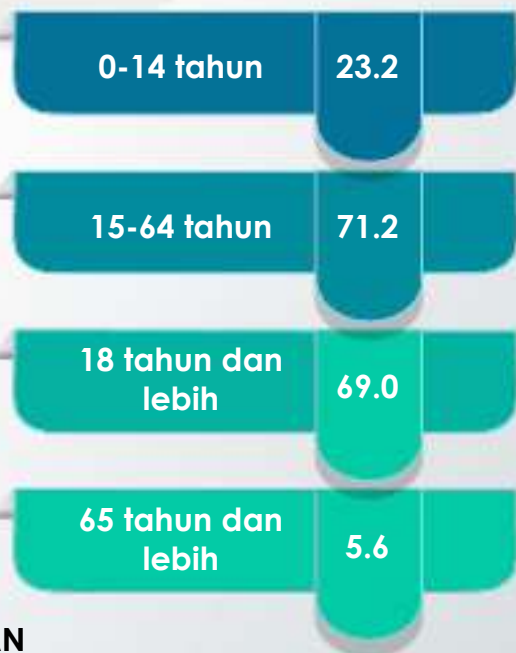 0-14 tahun 23.2
15-64 tahun 71.2
18 tahun dan
lebih 69.0
65 tahun dan
lebih 5.6